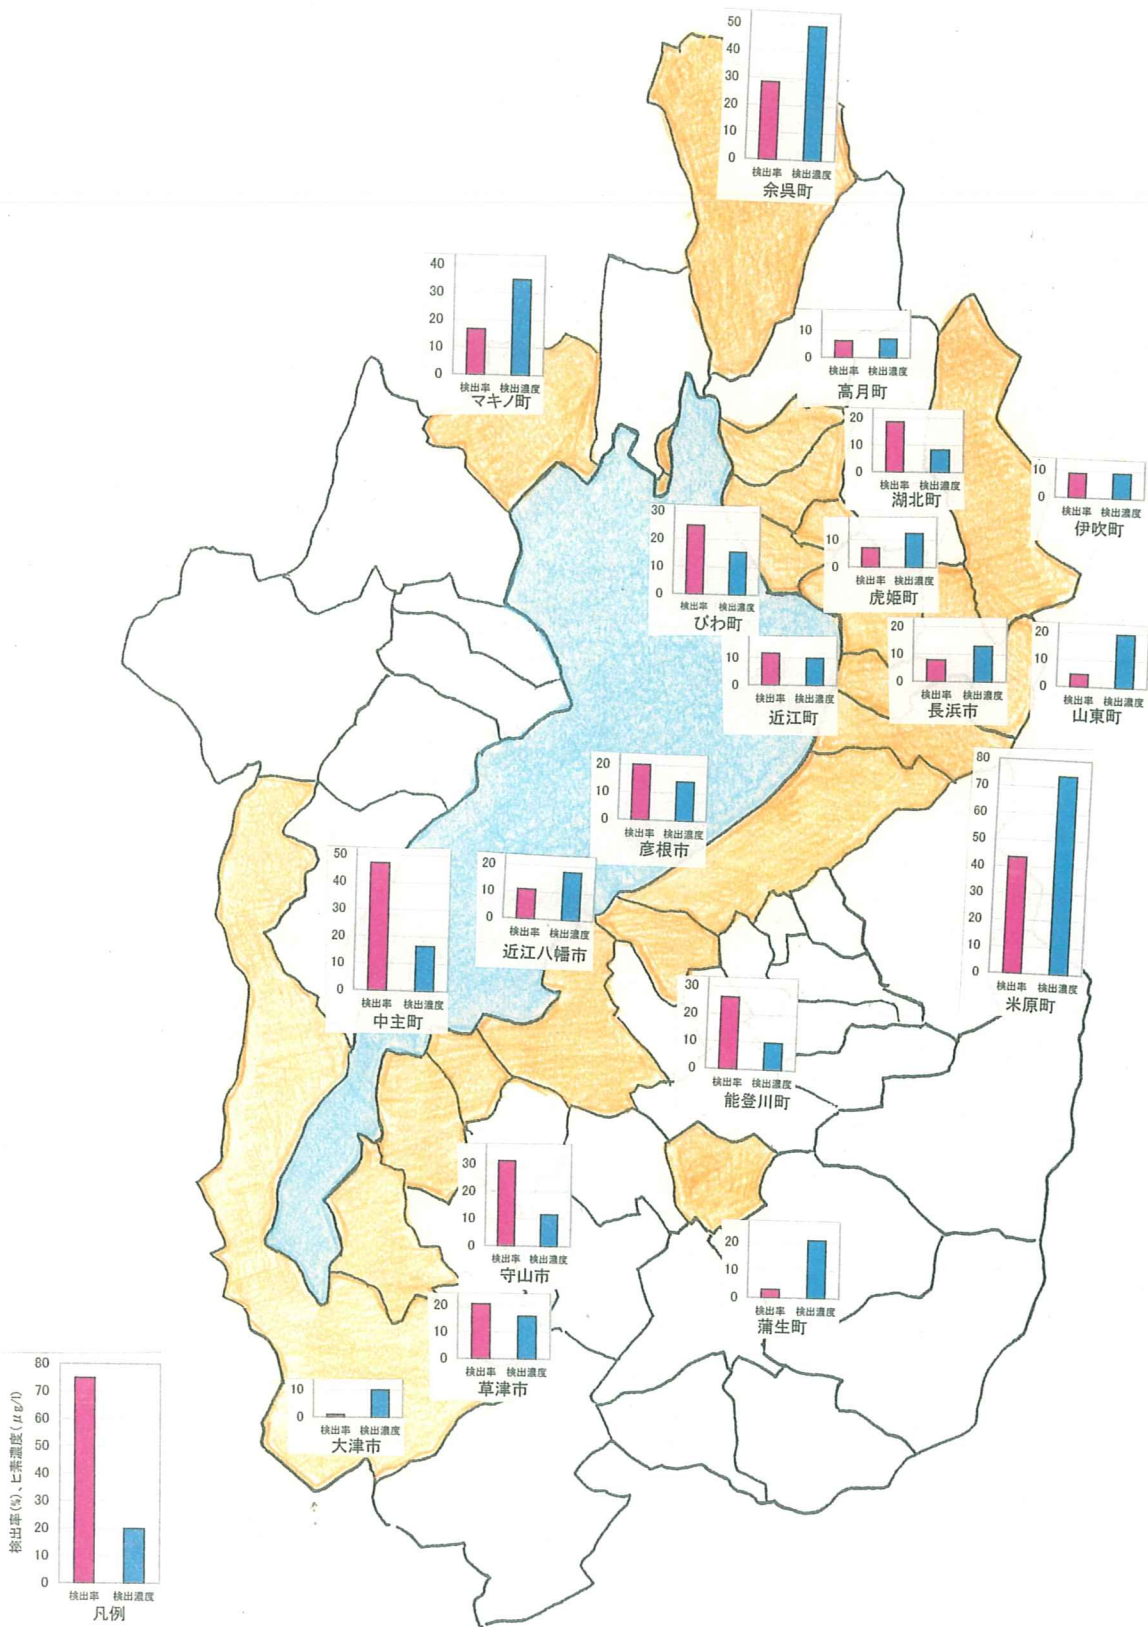 50
40
30
20
10
0
検出率 検出濃度
余呉町
40
30
20
10
0
検出率 検出濃度
マキノ町
10
0
検出率 検出濃度
高月町
20
10
0
検出率 検出濃度
湖北町
10
0
検出率 検出濃度
伊吹町
30
20
10
0
検出率 検出濃度
びわ町
10
0
検出率 検出濃度
虎姫町
10
0
検出率 検出濃度
近江町
20
10
0
検出率 検出濃度
長浜市
20
10
0
検出率 検出濃度
山東町
20
10
0
検出率 検出濃度
彦根市
80
70
60
50
40
30
20
10
0
検出率 検出濃度
米原町
50
40
30
20
10
0
検出率 検出濃度
中主町
20
10
0
検出率 検出濃度
近江八幡市
30
20
10
0
検出率 検出濃度
能登川町
30
20
10
0
検出率 検出濃度
守山市
20
10
0
検出率 検出濃度
蒲生町
20
10
0
検出率 検出濃度
草津市
10
0
検出率 検出濃度
大津市
検出率(%)、ヒ素濃度(μg/l)
80
70
60
50
40
30
20
10
0
検出率 検出濃度
凡例